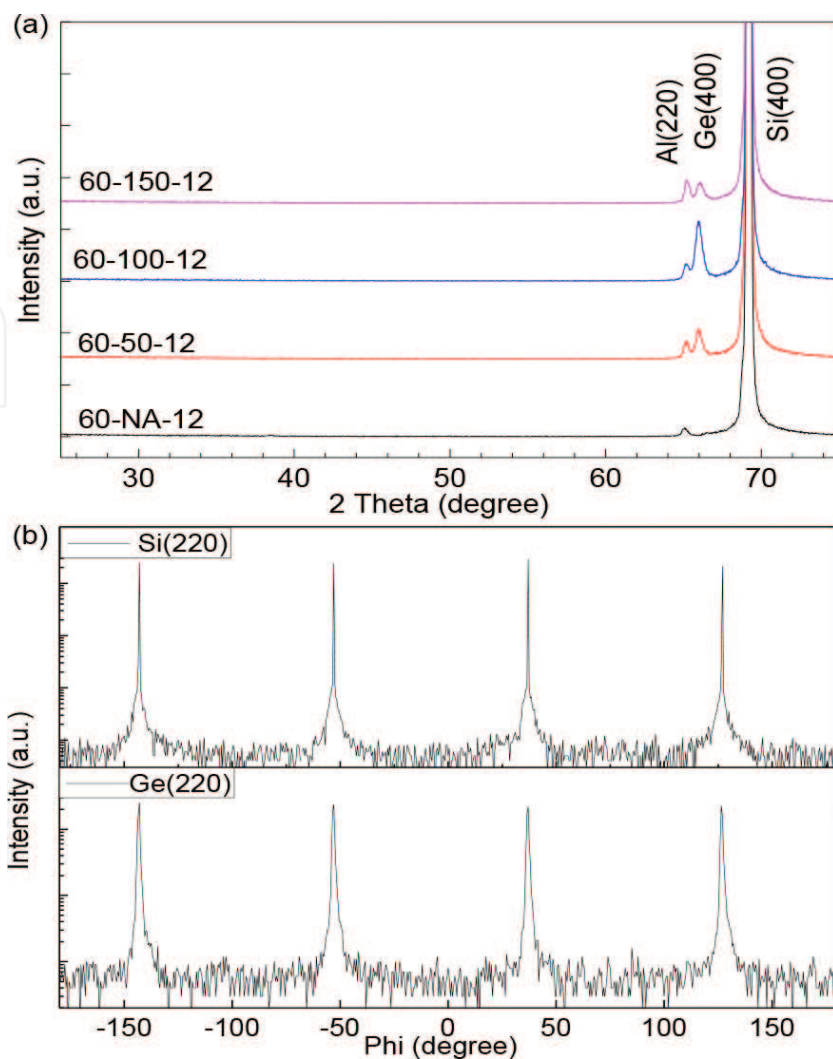 (a)
Al(220)
Ge(400)
Si(400)
60-150-12
60-100-12
60-50-12
60-NA-12
Intensity (a.u.)
30 40 50 60 70
2 Theta (degree)
(b)
Si(220)
Ge(220)
Intensity (a.u.)
-150 -100 -50 0 50 100 150
Phi (degree)